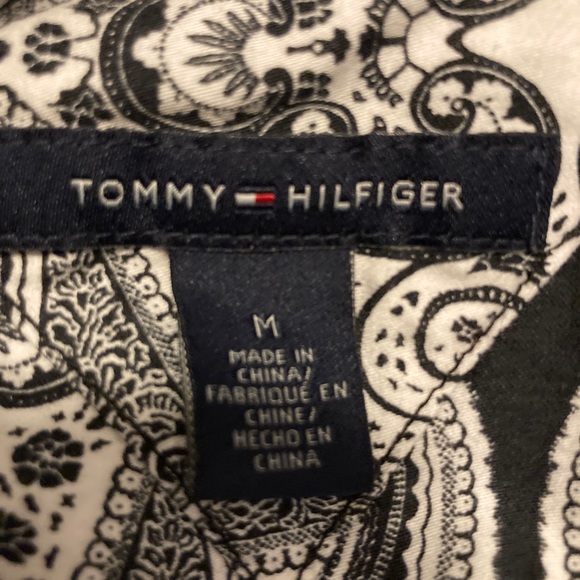 TOMMY HILFIGER
M
MADE IN
CHINA/
FABRIQUÉ EN
CHINE/
HECHO EN
CHINA